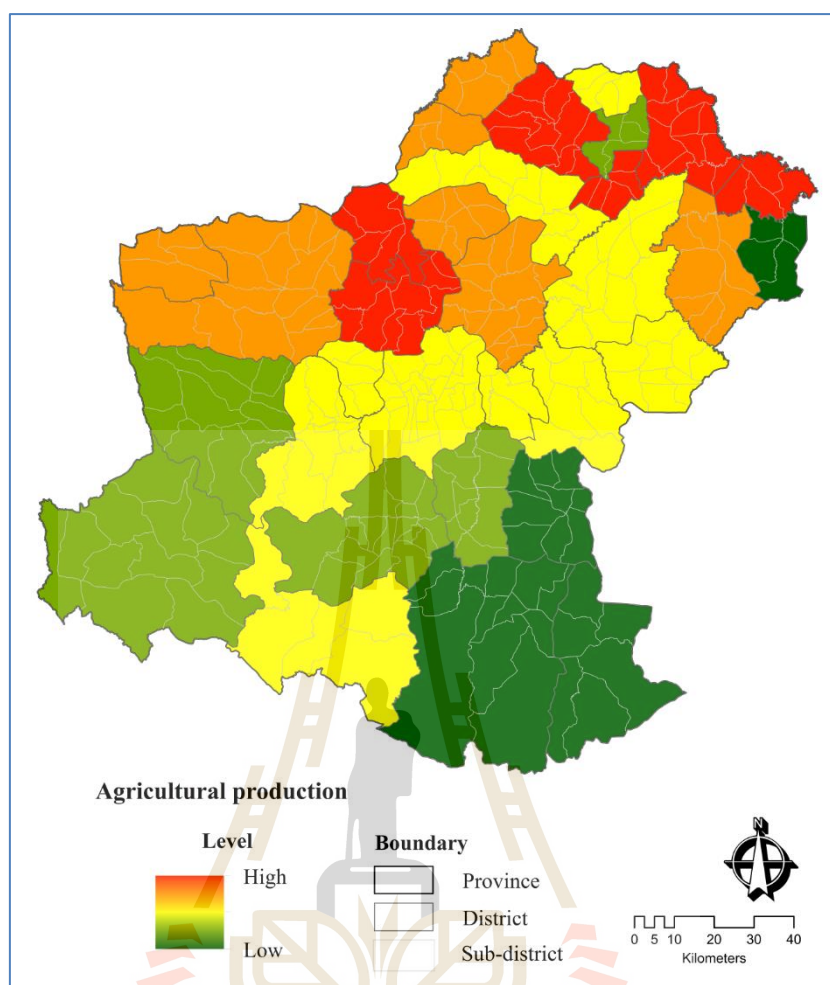 Agricultural production
Level
High
Low
Boundary
Province
District
Sub-district
N
0 5 10 20 30 40
Kilometers